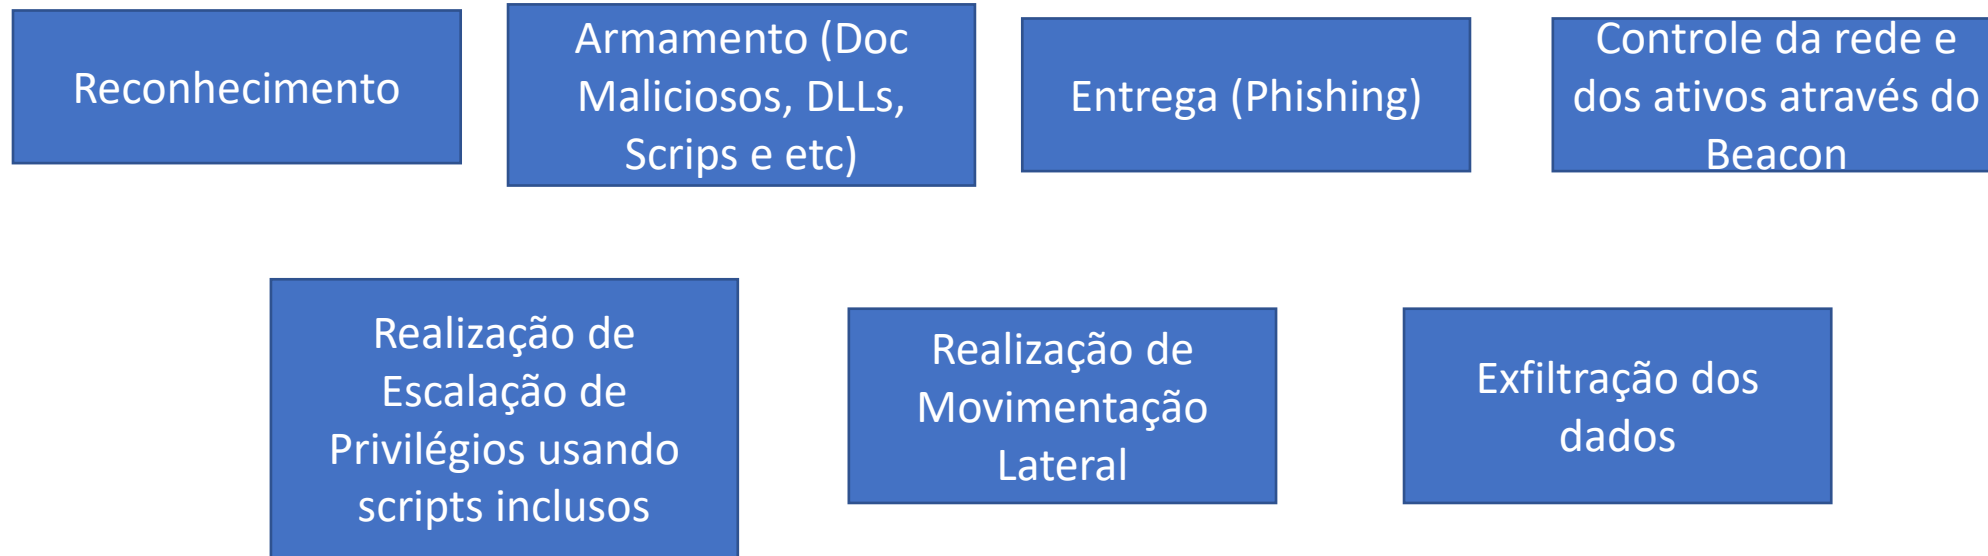 Reconhecimento
Armamento (Doc
Maliciosos, DLLs,
Scrips e etc)
Entrega (Phishing)
Controle da rede e
dos ativos através do
Beacon
Realização de
Escalação de
Privilégios usando
scripts inclusos
Realização de
Movimentação
Lateral
Exfiltração dos
dados